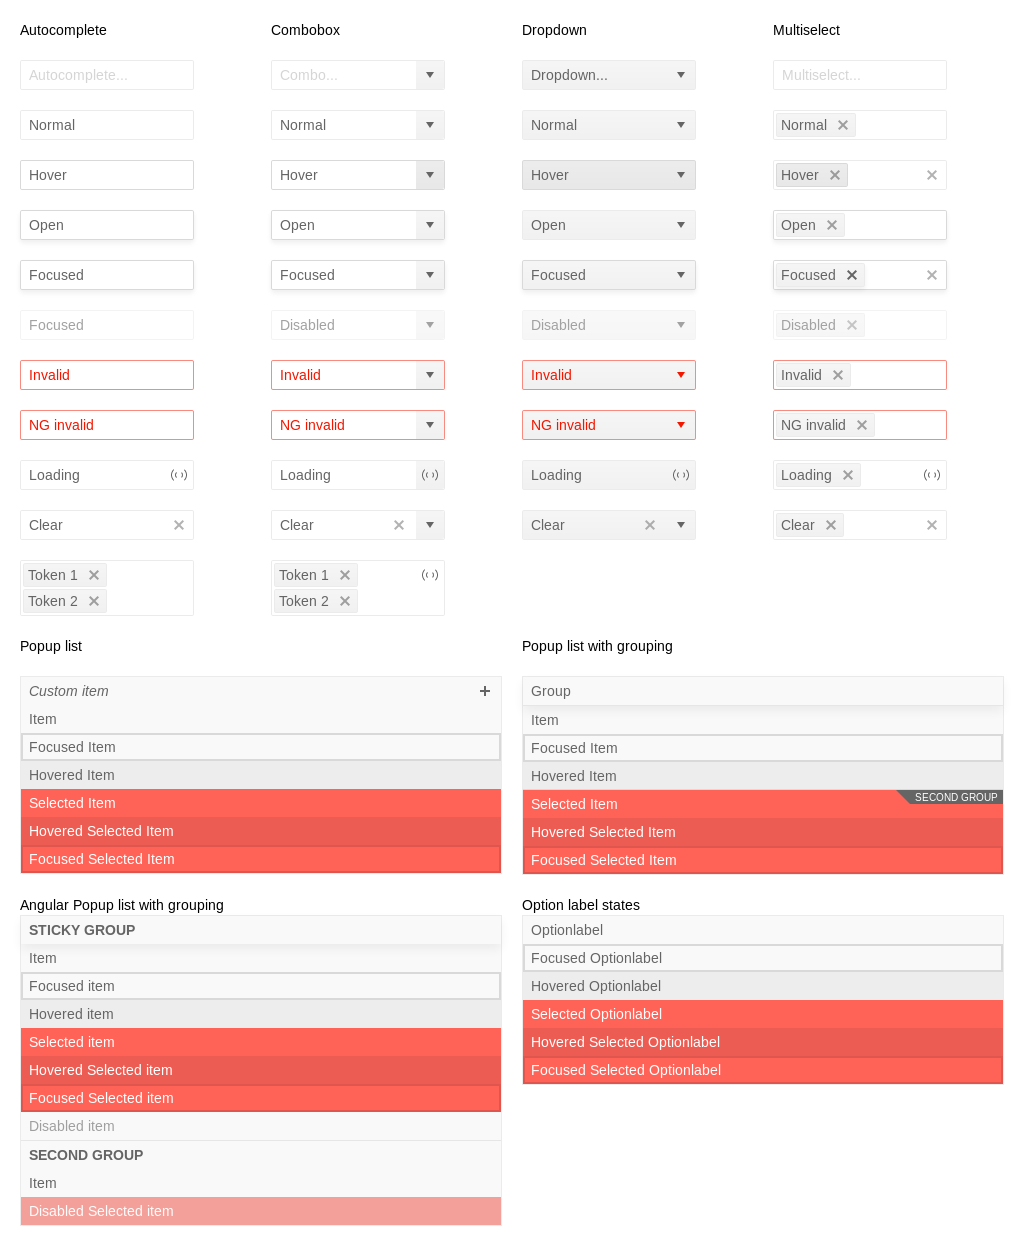 Autocomplete Combobox Dropdown Multiselect
Autocomplete... Combo... Dropdown... Multiselect...
Normal Normal Normal Normal
Hover Hover Hover Hover
Open Open Open Open
Focused Focused Focused Focused
Focused Disabled Disabled Disabled
Invalid Invalid Invalid Invalid
NG invalid NG invalid NG invalid NG invalid
Loading Loading Loading Loading
Clear Clear Clear Clear
Token 1 Token 1
Token 2 Token 2
Popup list Popup list with grouping
Custom item Group
Item Item
Focused Item Focused Item
Hovered Item Hovered Item
Selected Item Selected Item SECOND GROUP
Hovered Selected Item Hovered Selected Item
Focused Selected Item Focused Selected Item
Angular Popup list with grouping Option label states
STICKY GROUP Optionlabel
Item Focused Optionlabel
Focused item Hovered Optionlabel
Hovered item Selected Optionlabel
Selected item Hovered Selected Optionlabel
Hovered Selected item Focused Selected Optionlabel
Focused Selected item
Disabled item
SECOND GROUP
Item
Disabled Selected item